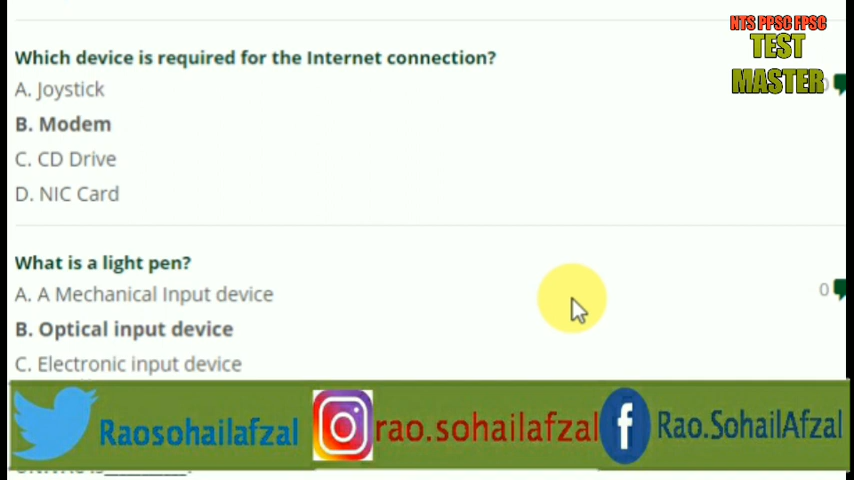 NTS PPSC FPSC
TEST
MASTER
Which device is required for the Internet connection?
A. Joystick
B. Modem
C. CD Drive
D. NIC Card
What is a light pen?
A. A Mechanical Input device
0
B. Optical input device
C. Electronic input device
Raosohailafzal
rao.sohailafzal
Rao.SohailAfzal